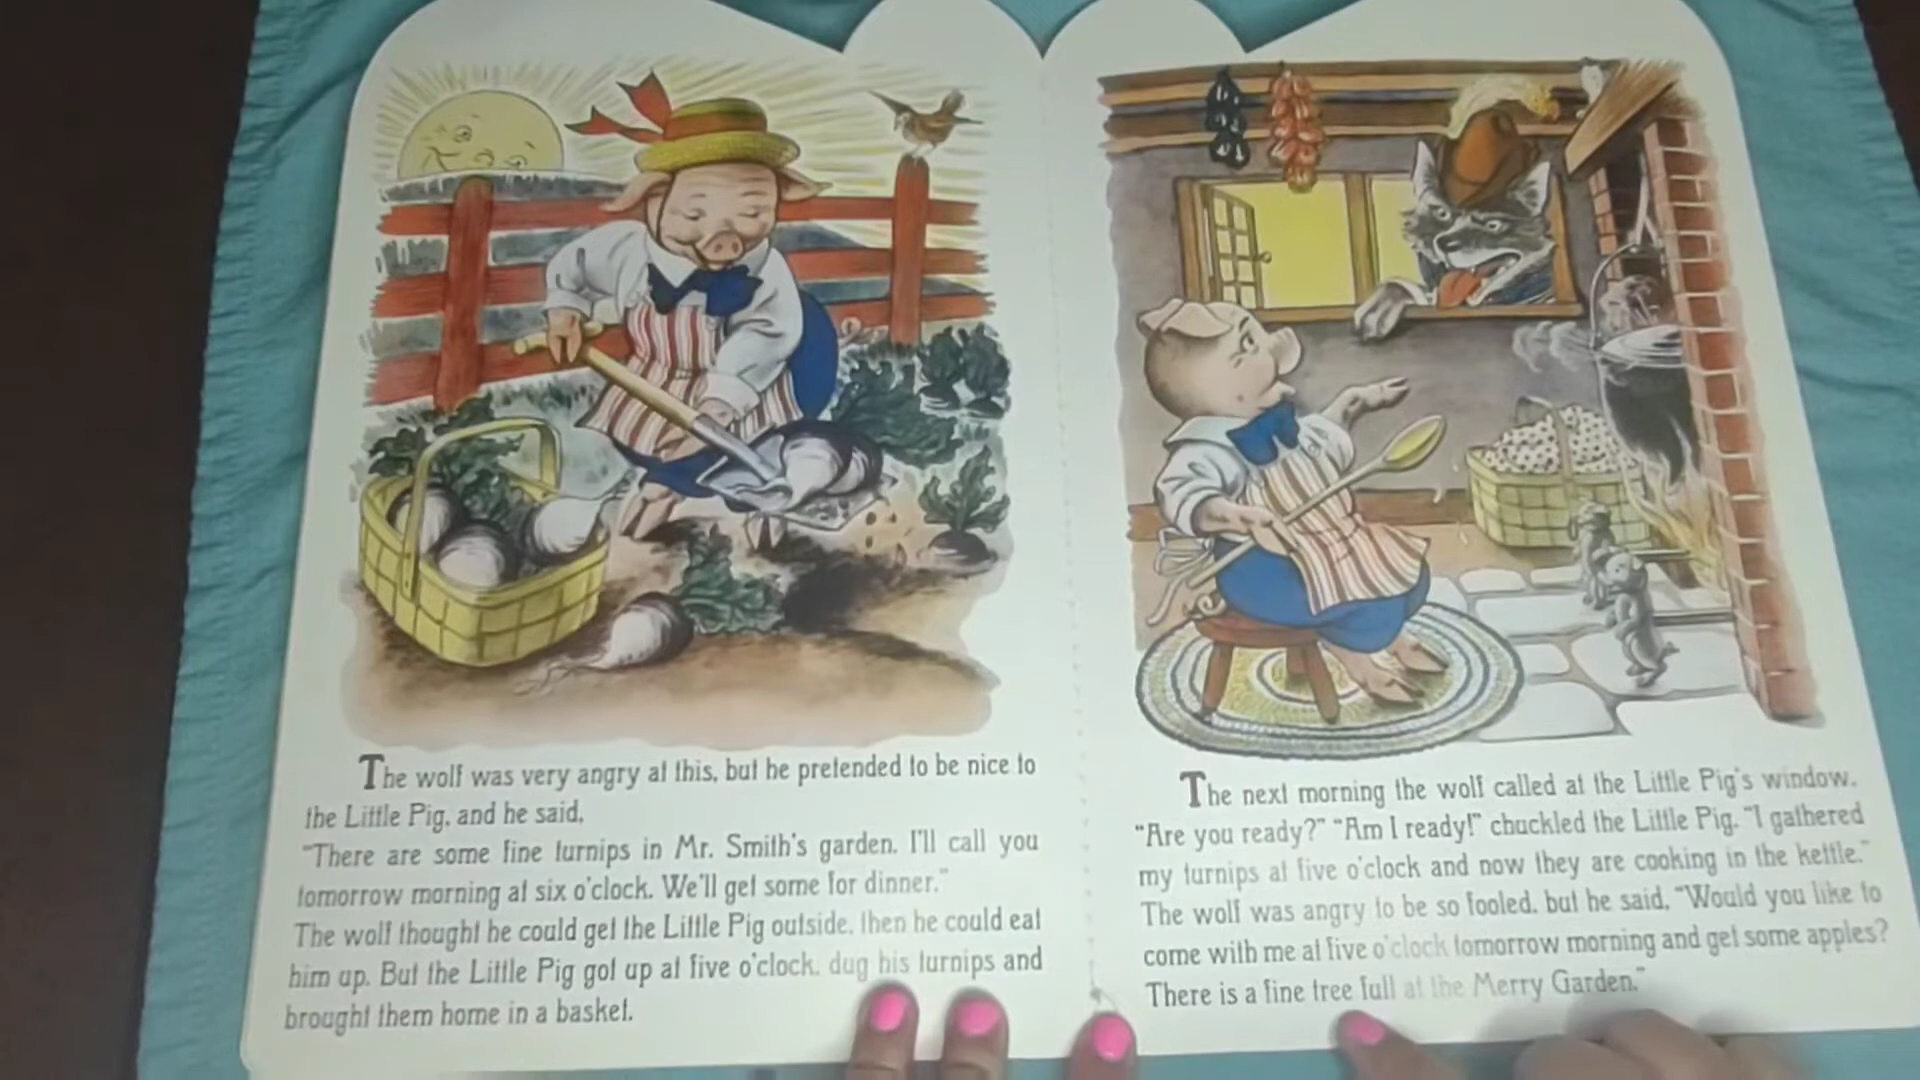 The wolf was very angry at this, but he pretended to be nice to
the Little Pig, and he said,
"There are some fine turnips in Mr. Smith's garden. I'll call you
tomorrow morning at six o'clock. We'll get some for dinner."
The wolf thought he could get the Little Pig outside, then he could eat
him up. But the Little Pig got up at five o'clock, dug his turnips and
brought them home in a basket.
The next morning the wolf called at the Little Pig's window.
"Are you ready?" "Am I ready!" chuckled the Little Pig. "I gathered
my turnips at five o'clock and now they are cooking in the kettle."
The wolf was angry to be so fooled, but he said, "Would you like to
come with me at five o'clock tomorrow morning and get some apples?
There is a fine tree full at the Merry Garden."